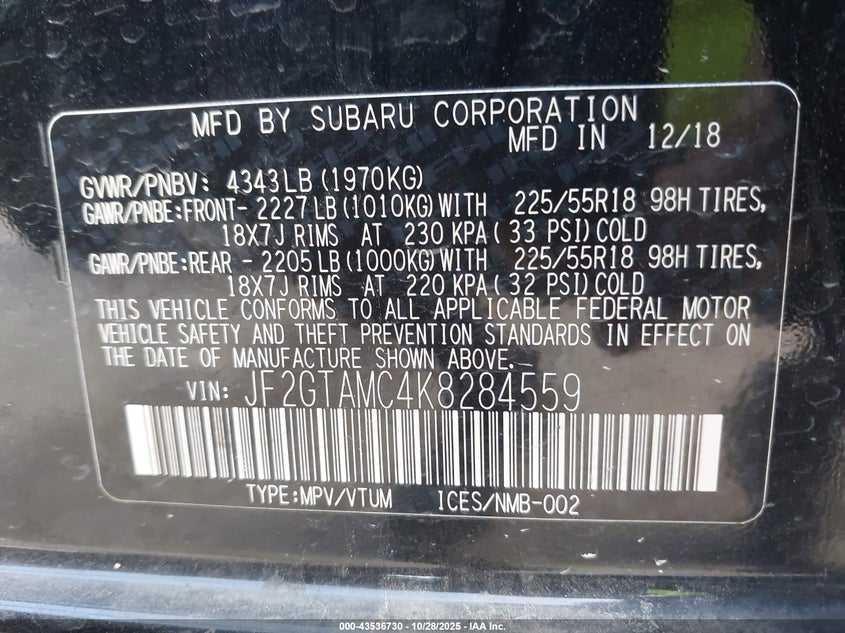 MFD BY SUBARU CORPORATION
MFD IN 12/18
GVWR/PNBV: 4343LB (1970KG)
GAWR/PNBE:FRONT- 2227LB (1010KG) WITH 225/55R18 98H TIRES,
18X7J RIMS AT 230 KPA ( 33 PSI) COLD
GAWR/PNBE:REAR - 2205LB (1000KG) WITH 225/55R18 98H TIRES,
18X7J RIMS AT 220 KPA ( 32 PSI) COLD
THIS VEHICLE CONFORMS TO ALL APPLICABLE FEDERAL MOTOR
VEHICLE SAFETY AND THEFT PREVENTION STANDARDS IN EFFECT ON
THE DATE OF MANUFACTURE SHOWN ABOVE.
VIN: JF2GTAMC4K8284559
TYPE:MPV/VTUM ICES/NMB-002
000-43536730 - 10/28/2025 - IAA Inc.